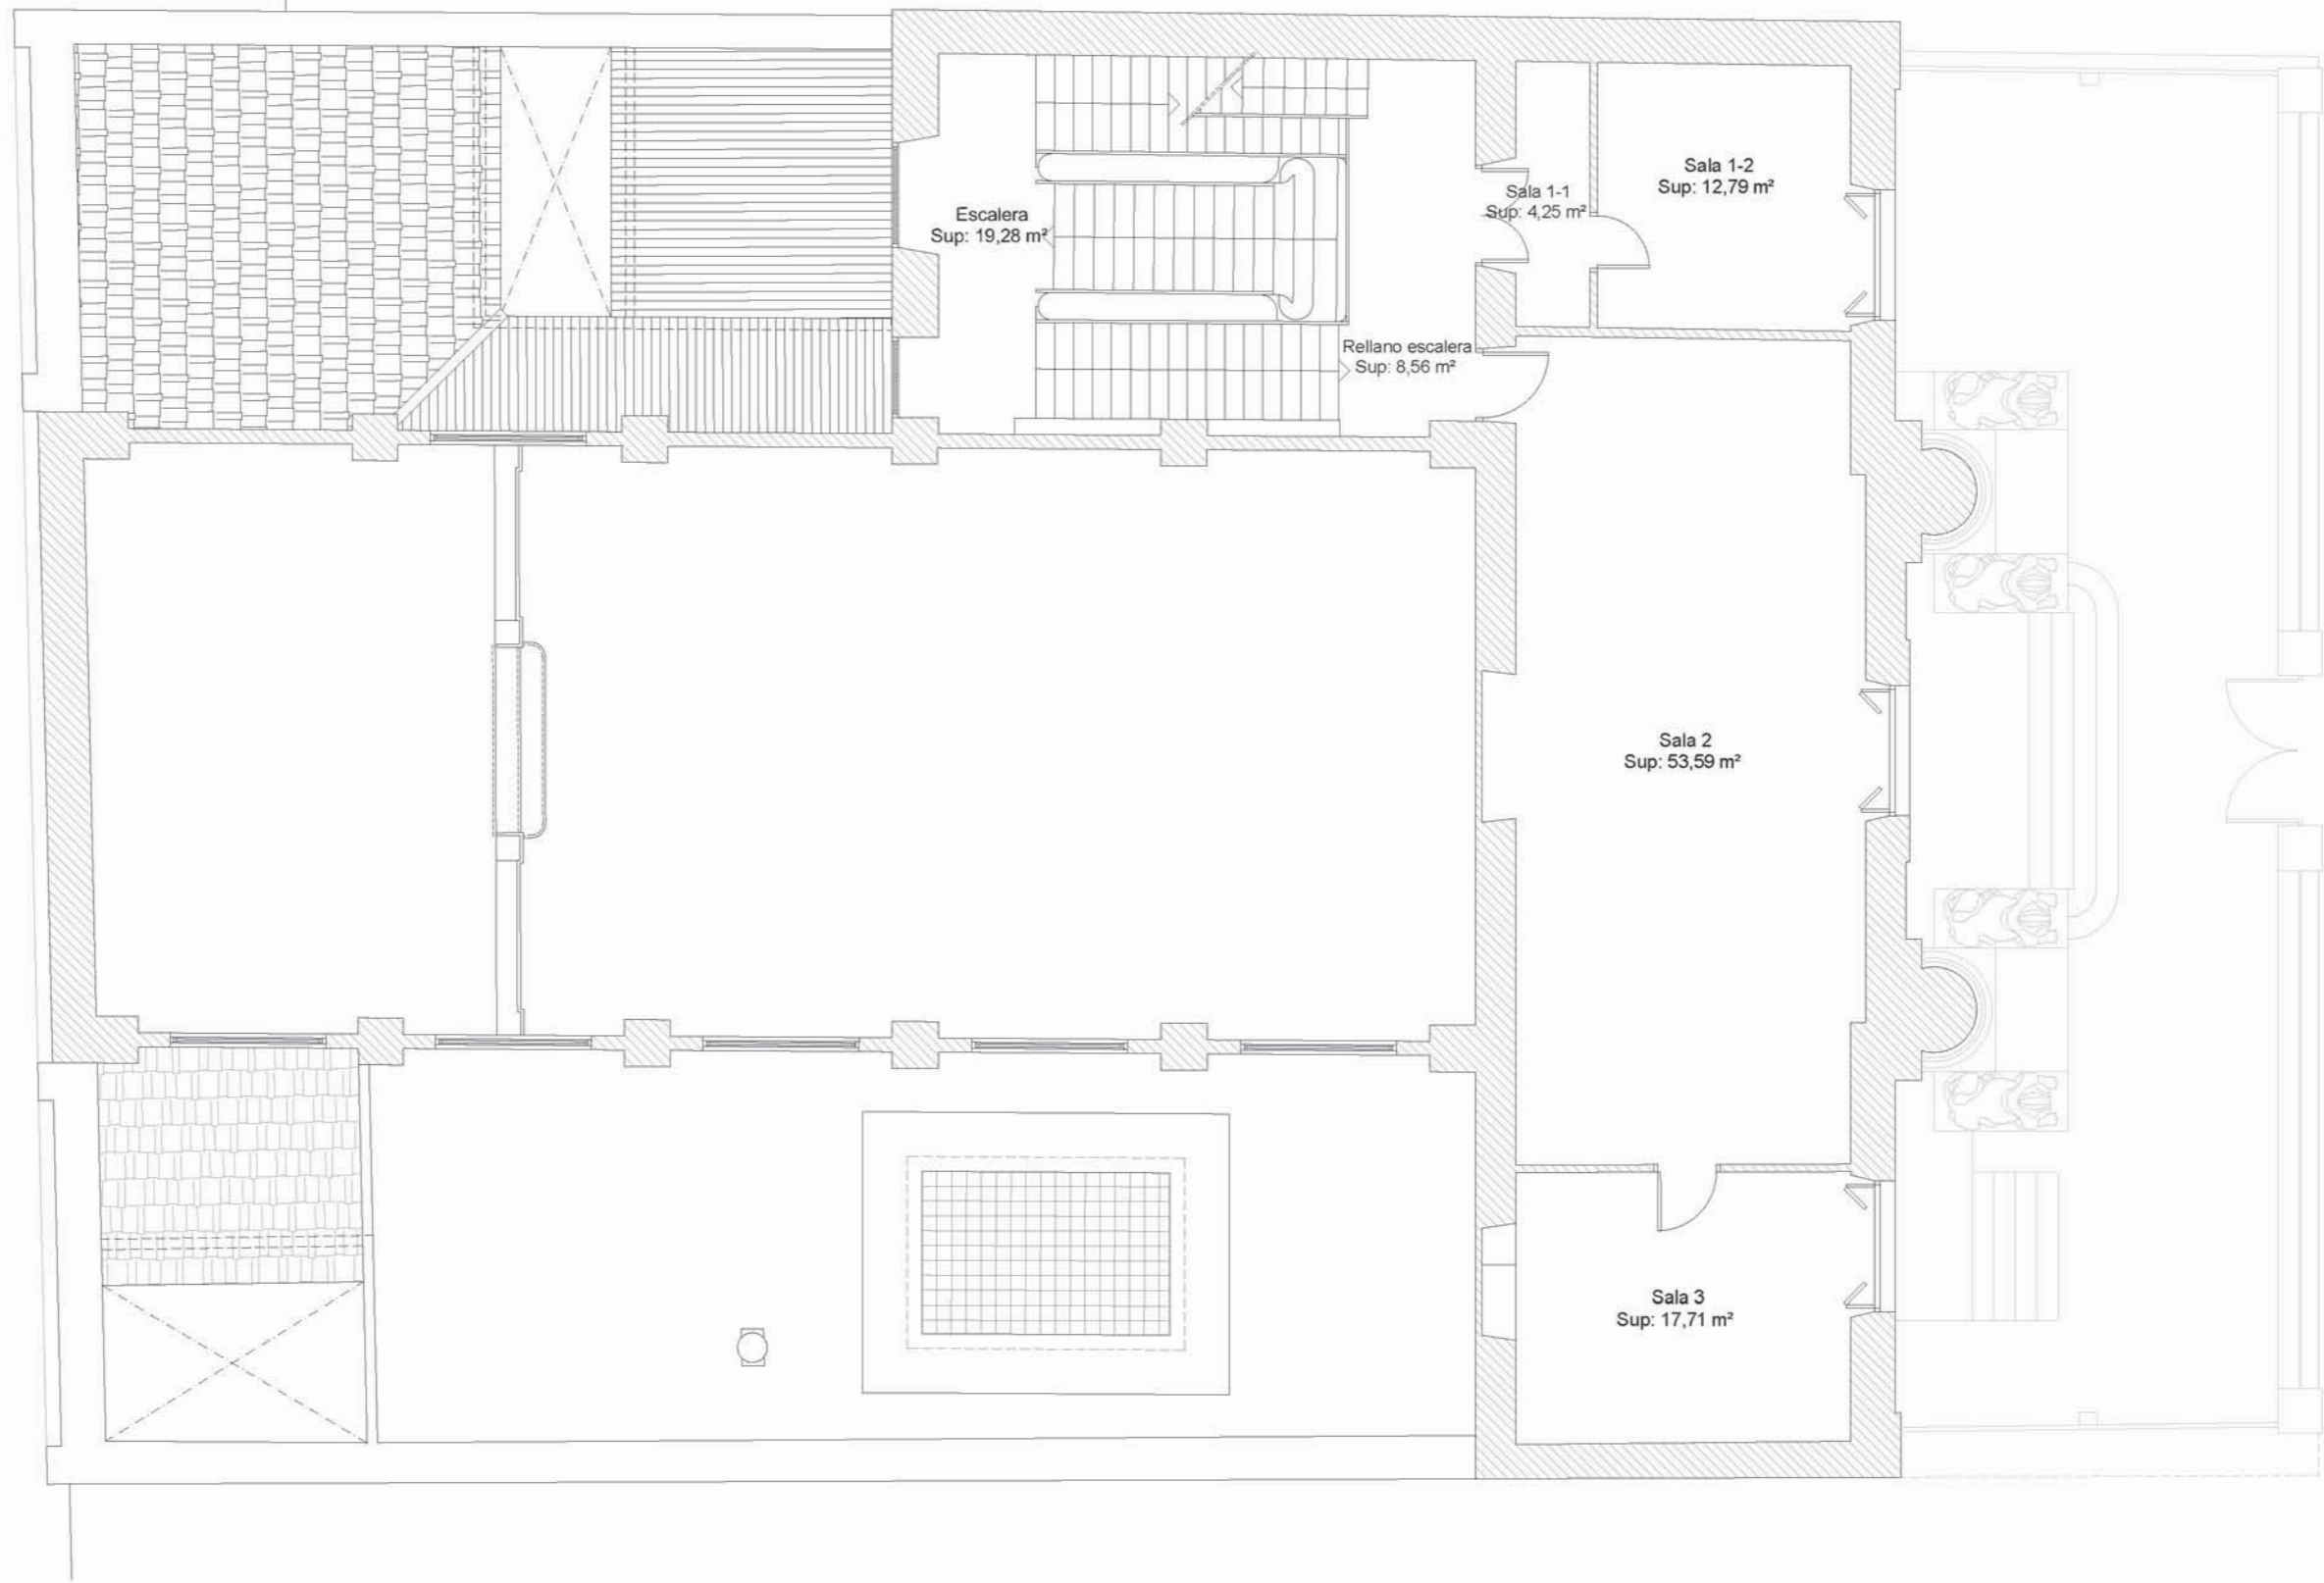 Sala 1-2
Sup: 12,79 m²
Sala 1-1
Sup: 4,25 m²
Escalera
Sup: 19,28 m²
Rellano escalera
Sup: 8,56 m²
Sala 2
Sup: 53,59 m²
Sala 3
Sup: 17,71 m²